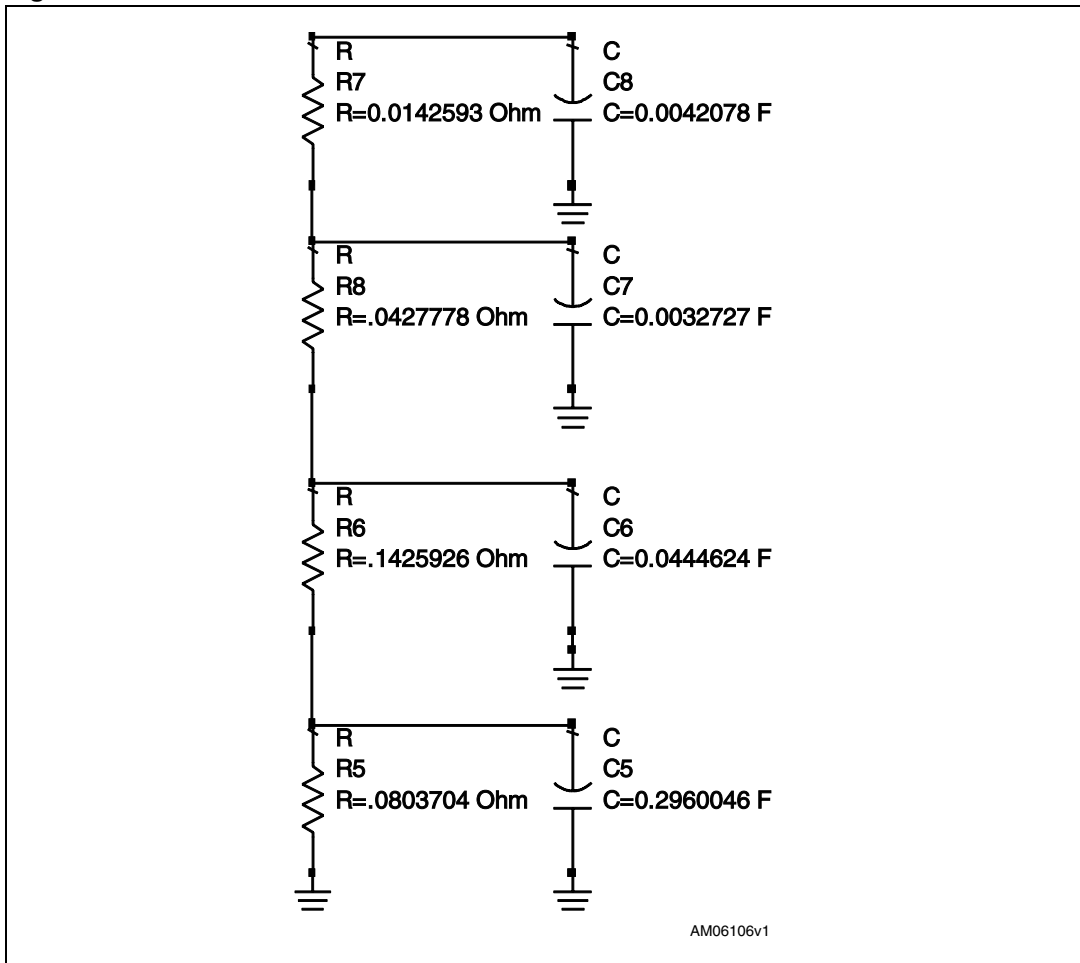 R
R7
R=0.0142593 Ohm
C
C8
C=0.0042078 F
R
R8
R=.0427778 Ohm
C
C7
C=0.0032727 F
R
R6
R=.1425926 Ohm
C
C6
C=0.0444624 F
R
R5
R=.0803704 Ohm
C
C5
C=0.2960046 F
AM06106v1